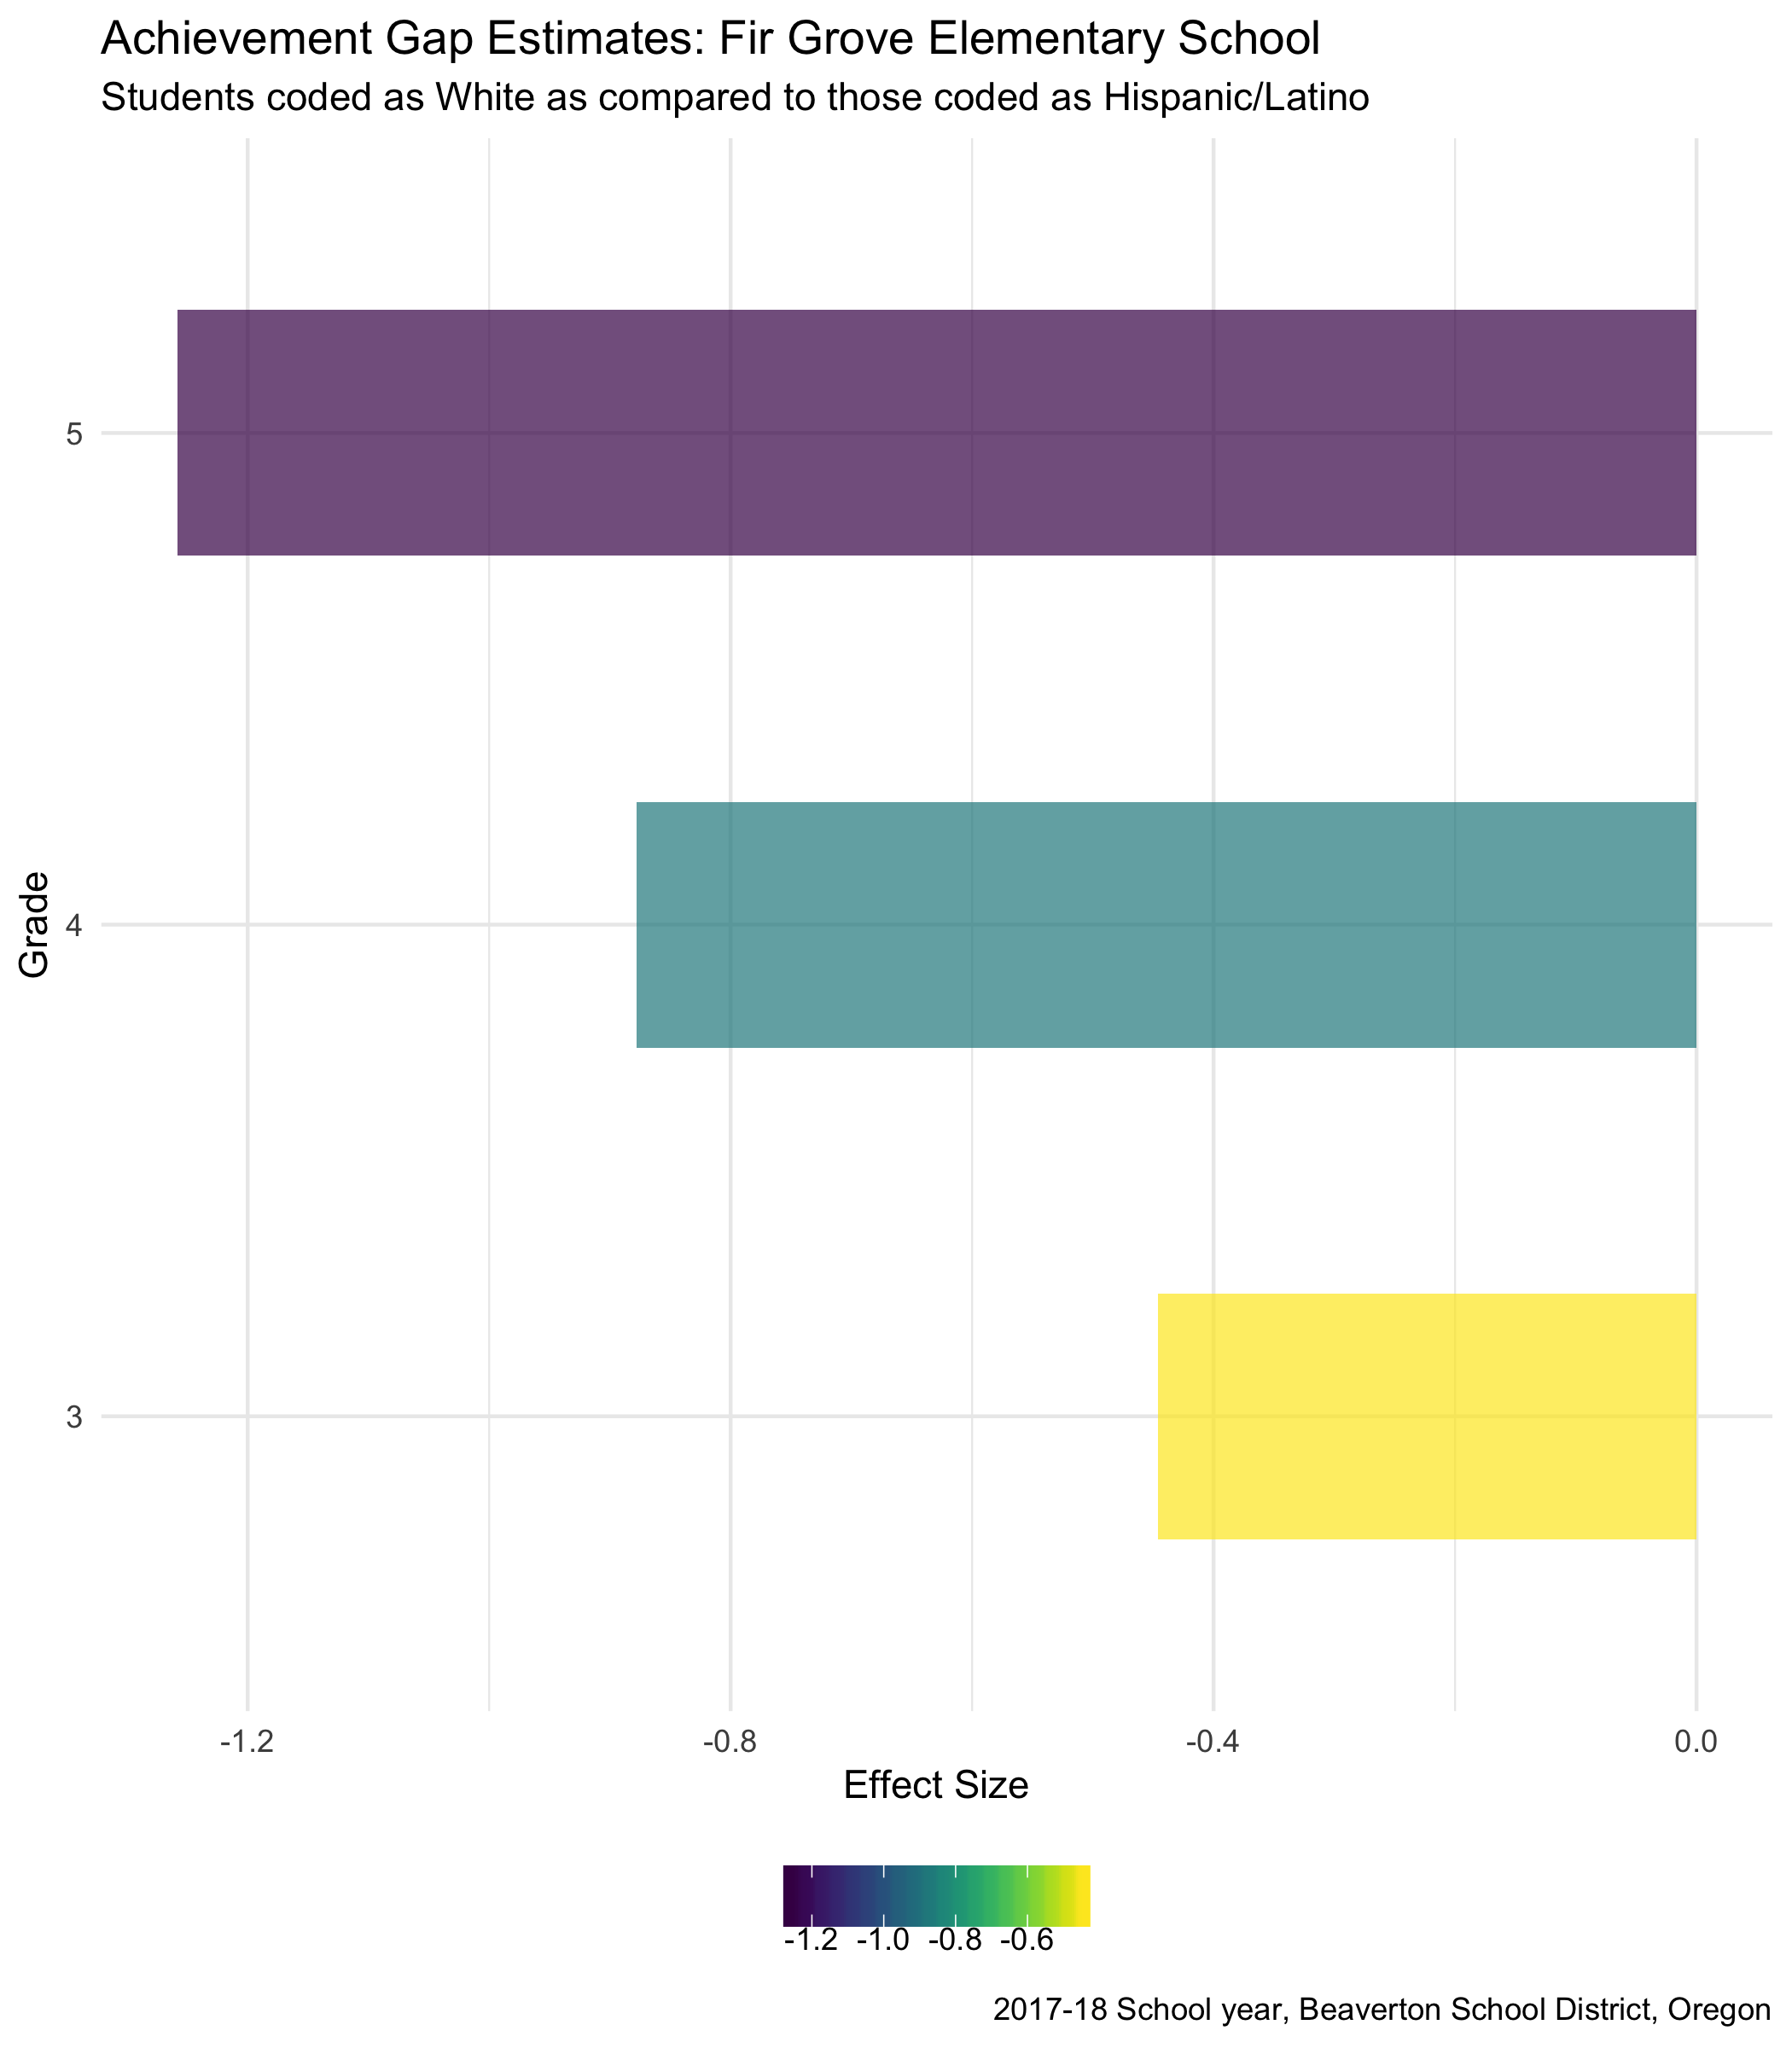 Achievement Gap Estimates: Fir Grove Elementary School
Students coded as White as compared to those coded as Hispanic/Latino
5
4
3
Grade
-1.2 -0.8 -0.4 0.0
Effect Size
-1.2 -1.0 -0.8 -0.6
2017-18 School year, Beaverton School District, Oregon